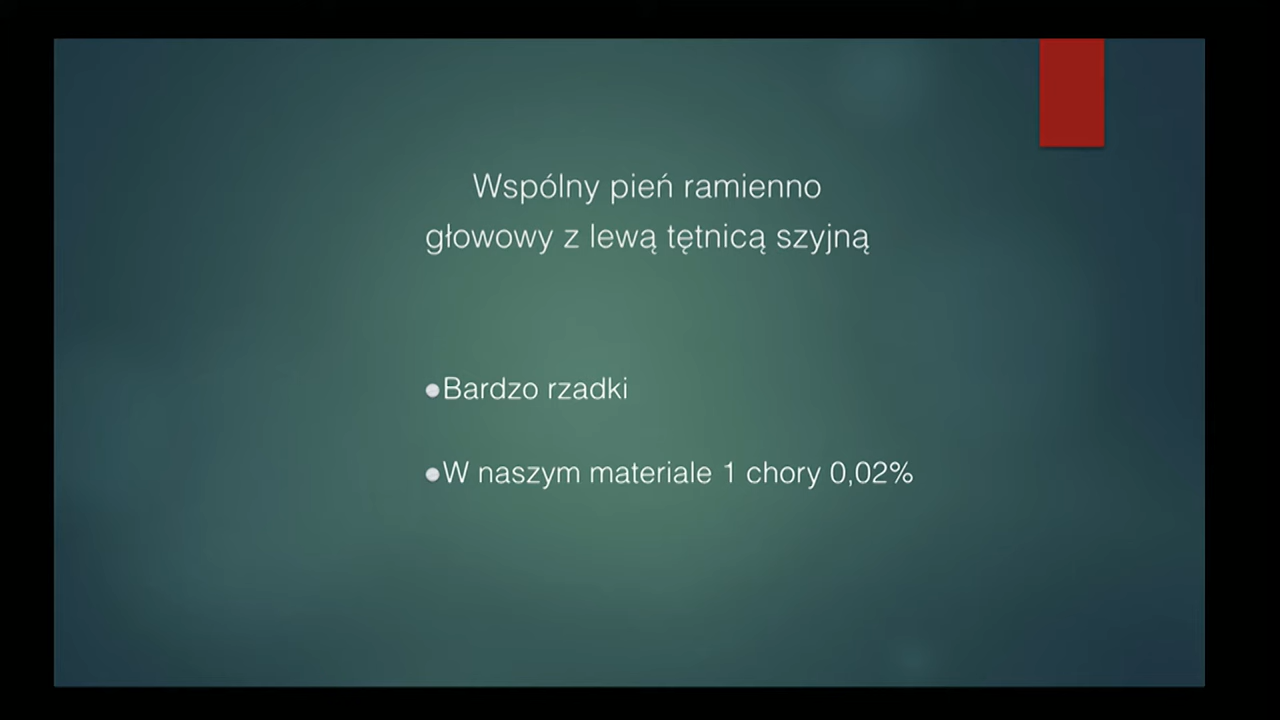 Wspólny pień ramienno
głowowy z lewą tętnicą szyjną
●Bardzo rzadki
●W naszym materiale 1 chory 0,02%